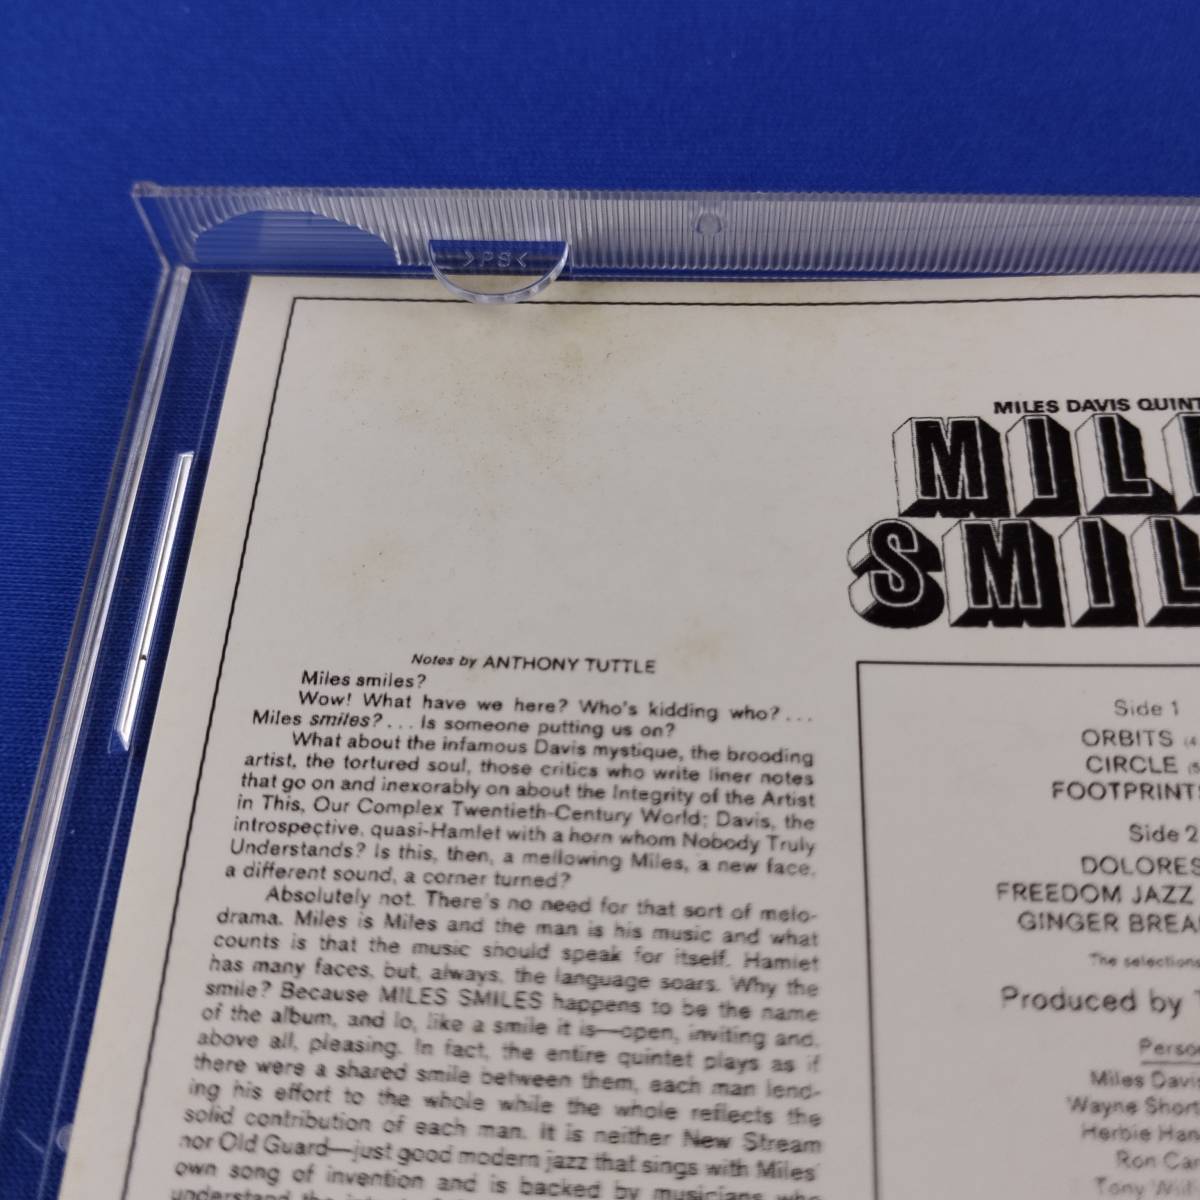 >PS<
MILES DAVIS QUINT
MIL
SMIL
Notes by ANTHONY TUTTLE
Miles smiles?
Wow! What have we here? Who's kidding who?...
Miles smiles?... Is someone putting us on?
What about the infamous Davis mystique, the brooding
artist, the tortured soul, those critics who write liner notes
that go on and inexorably on about the Integrity of the Artist
in This, Our Complex Twentieth-Century World; Davis, the
introspective, quasi-Hamlet with a horn whom Nobody Truly
Understands? Is this, then, a mellowing Miles, a new face,
a different sound, a corner turned?
Absolutely not. There's no need for that sort of melo-
drama. Miles is Miles and the man is his music and what
counts is that the music should speak for itself. Hamlet
has many faces, but, always, the language soars. Why the
smile? Because MILES SMILES happens to be the name
of the album, and lo, like a smile it is—open, inviting and,
above all, pleasing. In fact, the entire quintet plays as if
there were a shared smile between them, each man lend-
ing his effort to the whole while the whole reflects the
solid contribution of each man. It is neither New Stream
nor Old Guard—just good modern jazz that sings with Miles'
own song of invention and is backed by musicians who
understand the
Side 1
ORBITS (4
CIRCLE (5
FOOTPRINTS
Side 2
DOLORES
FREEDOM JAZZ
GINGER BREA
The selections
Produced by T
Perso
Miles Davis
Wayne Short
Herbie Han
Ron Car
Tony Will